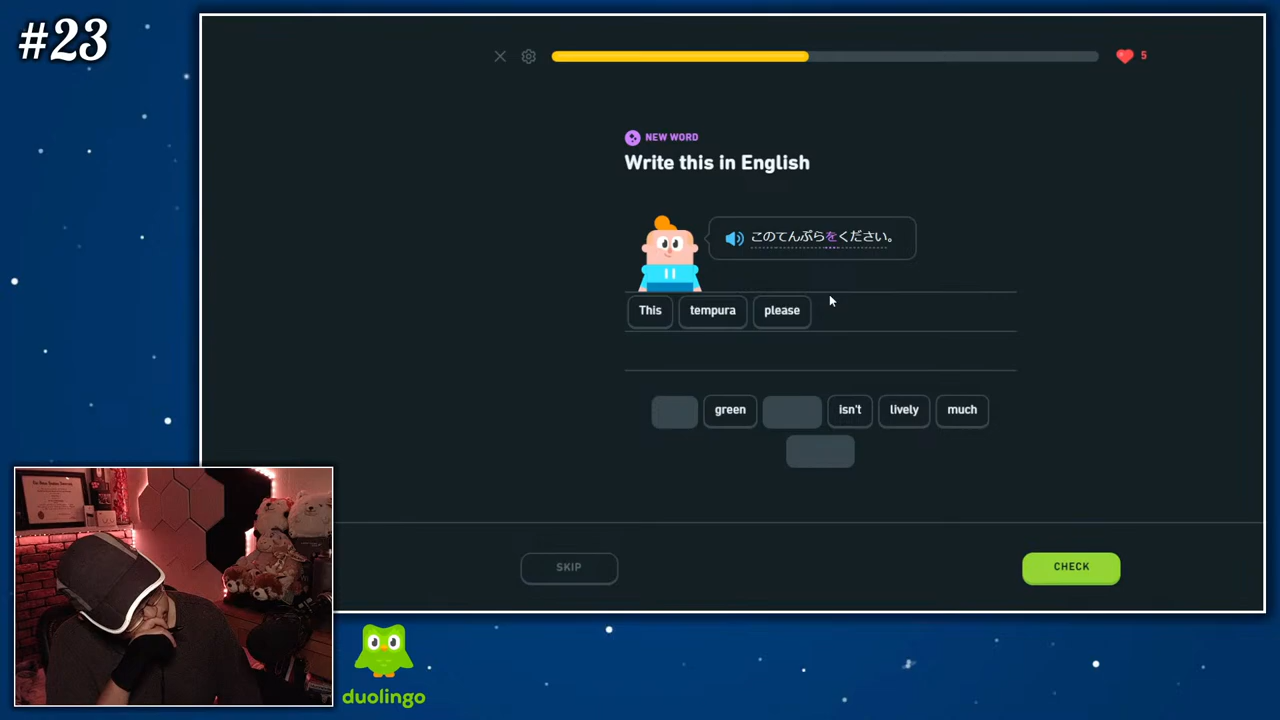 #23
5
NEW WORD
Write this in English
このてんぷらをください。
This tempura please
green isn't lively much
SKIP CHECK
duolingo